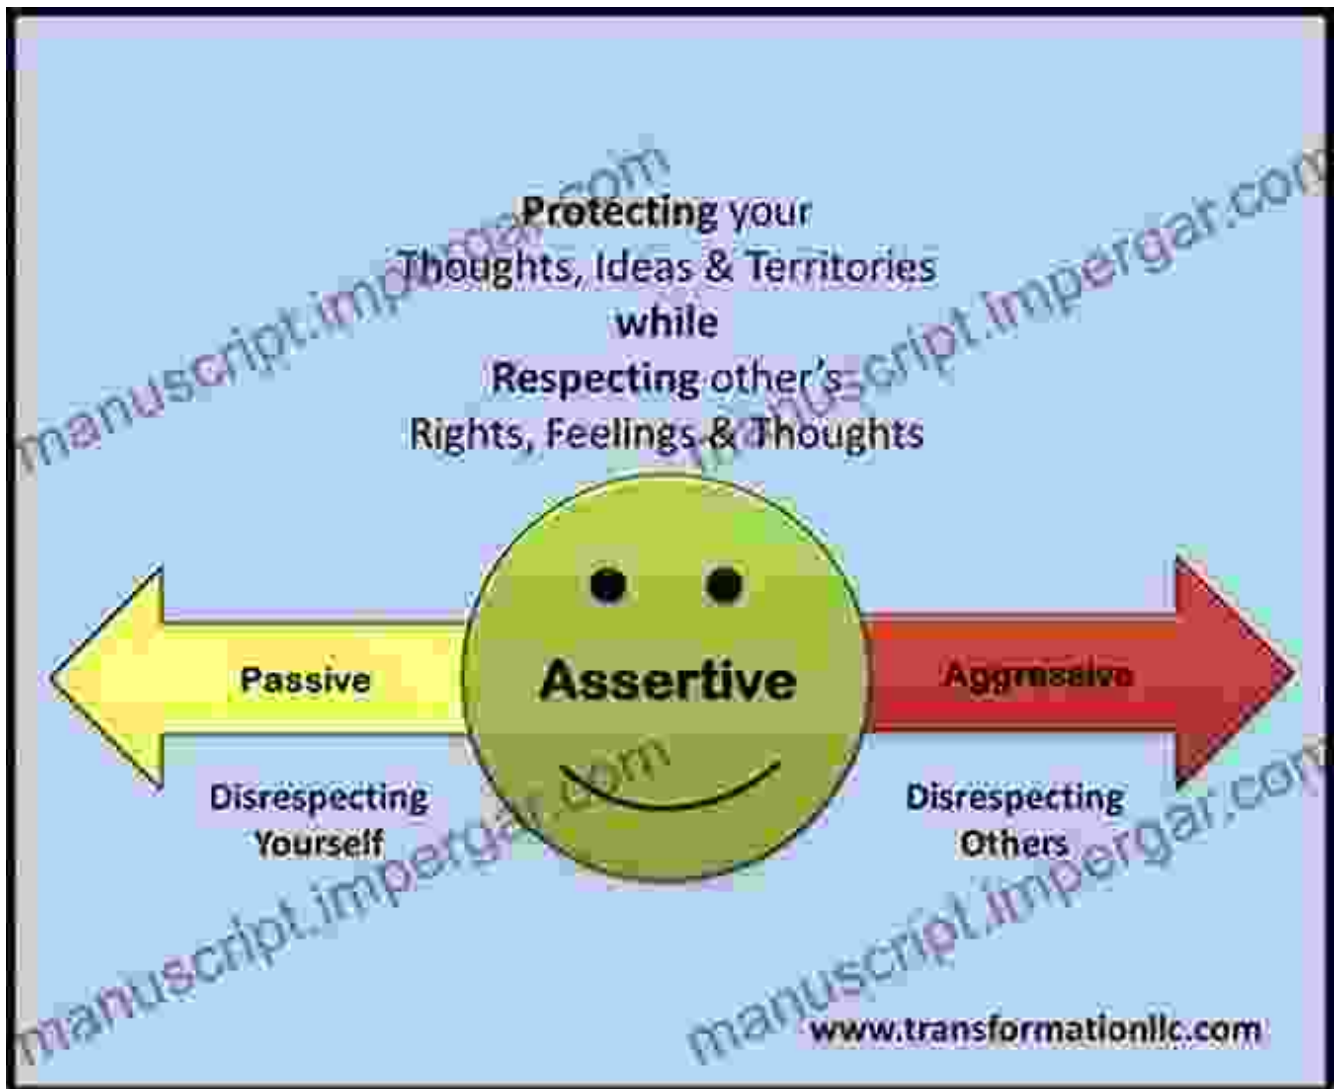 Protecting your
Thoughts, Ideas & Territories
while
Respecting other's
Rights, Feelings & Thoughts
Passive
Assertive
Aggressive
Disrespecting
Yourself
Disrespecting
Others
www.transformationllc.com
manuscript.impergar.com
manuscript.impergar.com
manuscript.impergar.com
manuscript.impergar.com